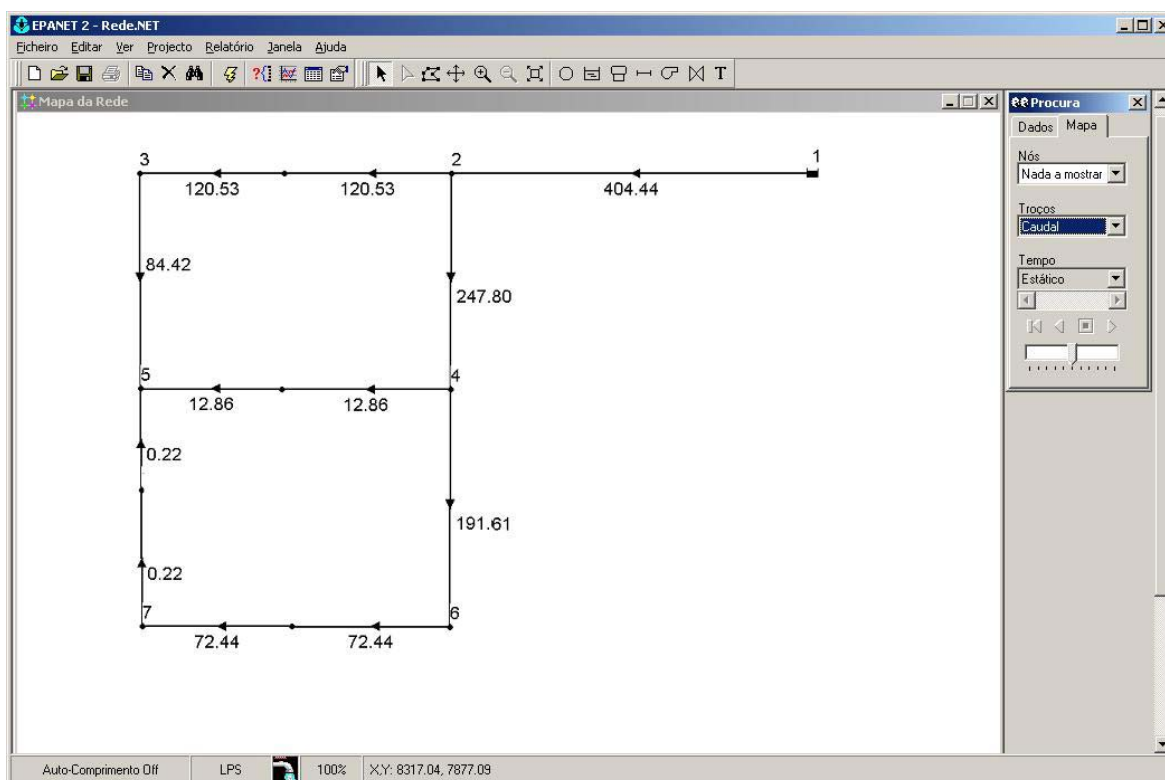 EPANET 2 - Rede.NET
Ficheiro Editar Ver Projecto Relatório Janela Ajuda
T
Mapa da Rede
3
2
1
120.53
120.53
404.44
84.42
247.80
5
4
12.86
12.86
0.22
191.61
0.22
7
6
72.44
72.44
Procura
Dados Mapa
Nós
Nada a mostrar
Troços
Caudal
Tempo
Estático
Auto-Comprimento Off LPS 100% X,Y: 8317.04, 7877.09